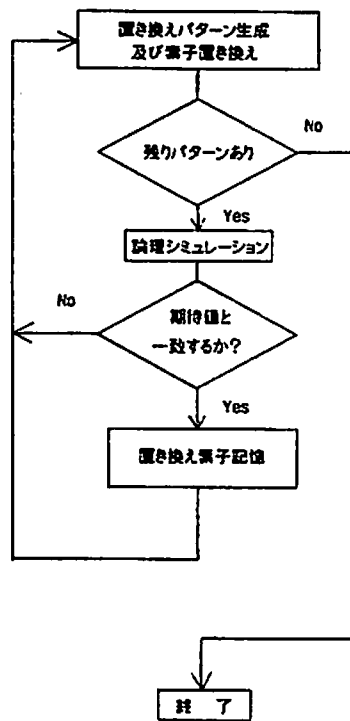 置き換えパターン生成
及び素子置き換え
No
残りパターンあり
Yes
論理シミュレーション
No
期待値と
一致するか?
Yes
置き換え素子記憶
終 了